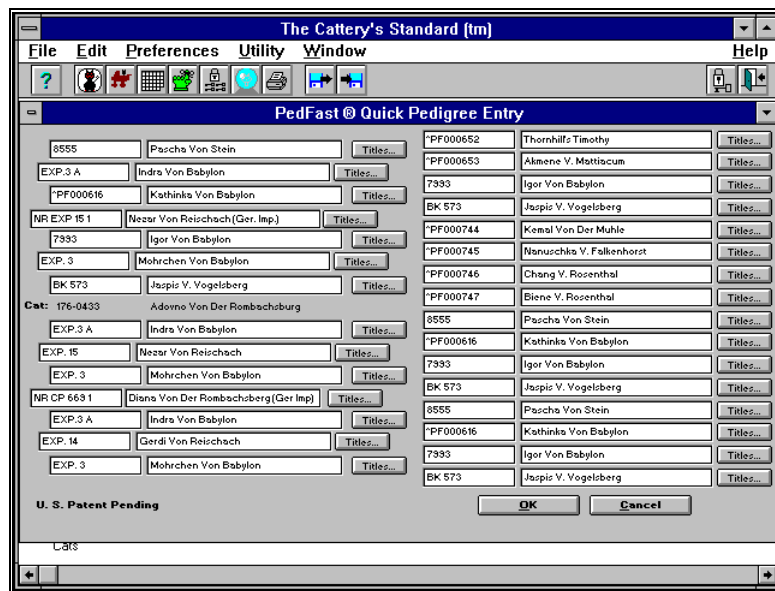 The Cattery's Standard (tm)
File Edit Preferences Utility Window Help
?
PedFast ® Quick Pedigree Entry
8555 Pascha Von Stein Titles...
EXP.3 A Indra Von Babylon Titles...
^PF000616 Kathinka Von Babylon Titles...
NR EXP 15 1 Nezar Von Reischach (Ger. Imp.) Titles...
7993 Igor Von Babylon Titles...
EXP. 3 Mohrchen Von Babylon Titles...
BK 573 Jaspis V. Vogelsberg Titles...
Cat: 176-0433 Adovno Von Der Rombachsburg
EXP.3 A Indra Von Babylon Titles...
EXP. 15 Nezar Von Reischach Titles...
EXP. 3 Mohrchen Von Babylon Titles...
NR CP 669 1 Diana Von Der Rombachsberg (Ger Imp) Titles...
EXP.3 A Indra Von Babylon Titles...
EXP. 14 Gerdi Von Reischach Titles...
EXP. 3 Mohrchen Von Babylon Titles...
^PF000652 Thornhill's Timothy Titles...
^PF000653 Akmene V. Mattiacum Titles...
7993 Igor Von Babylon Titles...
BK 573 Jaspis V. Vogelsberg Titles...
^PF000744 Kemal Von Der Muhle Titles...
^PF000745 Nanuschka V. Falkenhorst Titles...
^PF000746 Chang V. Rosenthal Titles...
^PF000747 Biene V. Rosenthal Titles...
8555 Pascha Von Stein Titles...
^PF000616 Kathinka Von Babylon Titles...
7993 Igor Von Babylon Titles...
BK 573 Jaspis V. Vogelsberg Titles...
8555 Pascha Von Stein Titles...
^PF000616 Kathinka Von Babylon Titles...
7993 Igor Von Babylon Titles...
BK 573 Jaspis V. Vogelsberg Titles...
U. S. Patent Pending
OK Cancel
Cats